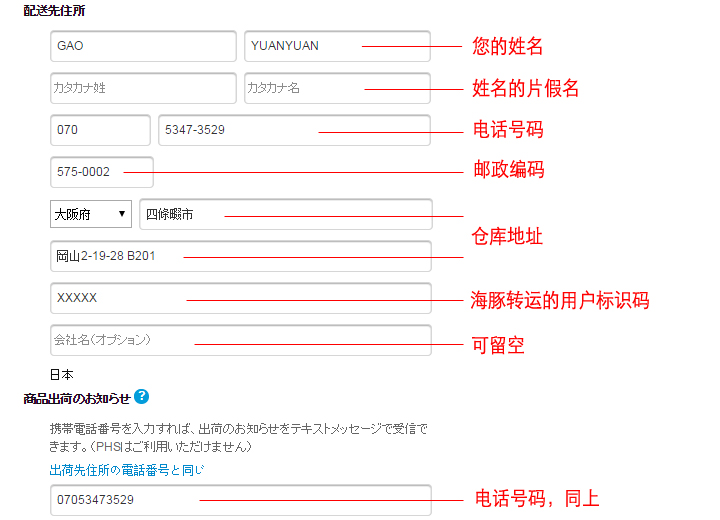 配送先住所
GAO YUANYUAN 您的姓名
カタカナ姓 カタカナ名 姓名的片假名
070 5347-3529 电话号码
575-0002 邮政编码
大阪府 ▼ 四條畷市
仓库地址
岡山2-19-28 B201
XXXXX 海豚转运的用户标识码
会社名(オプション) 可留空
日本
商品出荷のお知らせ ?
携帯電話番号を入力すれば、出荷のお知らせをテキストメッセージで受信で
きます。(PHSはご利用いただけません)
出荷先住所の電話番号と同じ
07053473529 电话号码，同上